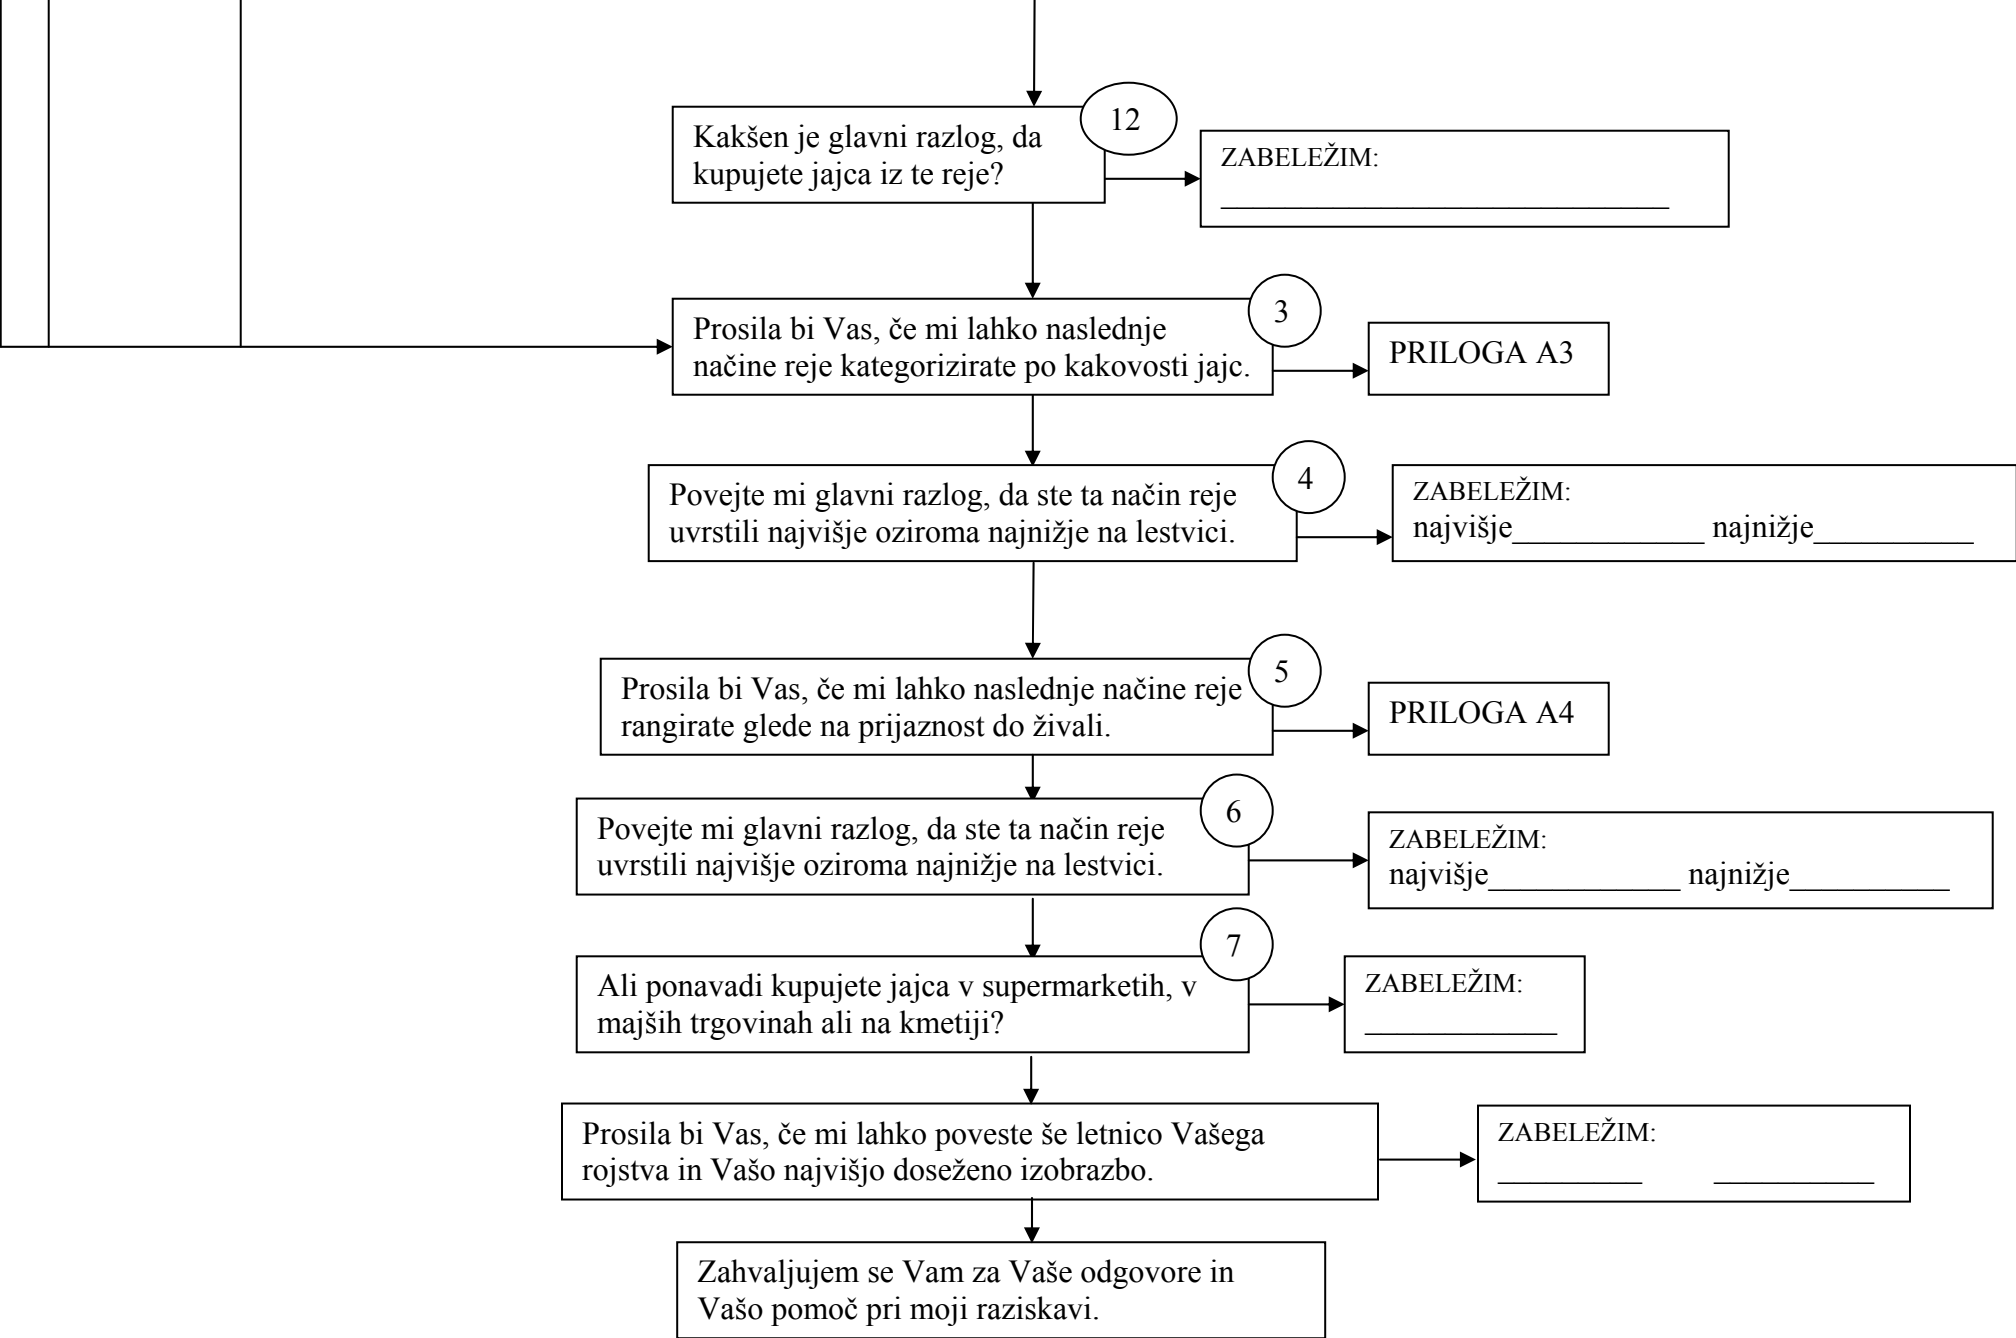 12
Kakšen je glavni razlog, da
kupujete jajca iz te reje?
ZABELEŽIM:
____________________________
3
Prosila bi Vas, če mi lahko naslednje
načine reje kategorizirate po kakovosti jajc.
PRILOGA A3
4
Povejte mi glavni razlog, da ste ta način reje
uvrstili najvišje oziroma najnižje na lestvici.
ZABELEŽIM:
najvišje____________ najnižje__________
5
Prosila bi Vas, če mi lahko naslednje načine reje
rangirate glede na prijaznost do živali.
PRILOGA A4
6
Povejte mi glavni razlog, da ste ta način reje
uvrstili najvišje oziroma najnižje na lestvici.
ZABELEŽIM:
najvišje____________ najnižje__________
7
Ali ponavadi kupujete jajca v supermarketih, v
majših trgovinah ali na kmetiji?
ZABELEŽIM:
____________
Prosila bi Vas, če mi lahko poveste še letnico Vašega
rojstva in Vašo najvišjo doseženo izobrazbo.
ZABELEŽIM:
_________ __________
Zahvaljujem se Vam za Vaše odgovore in
Vašo pomoč pri moji raziskavi.